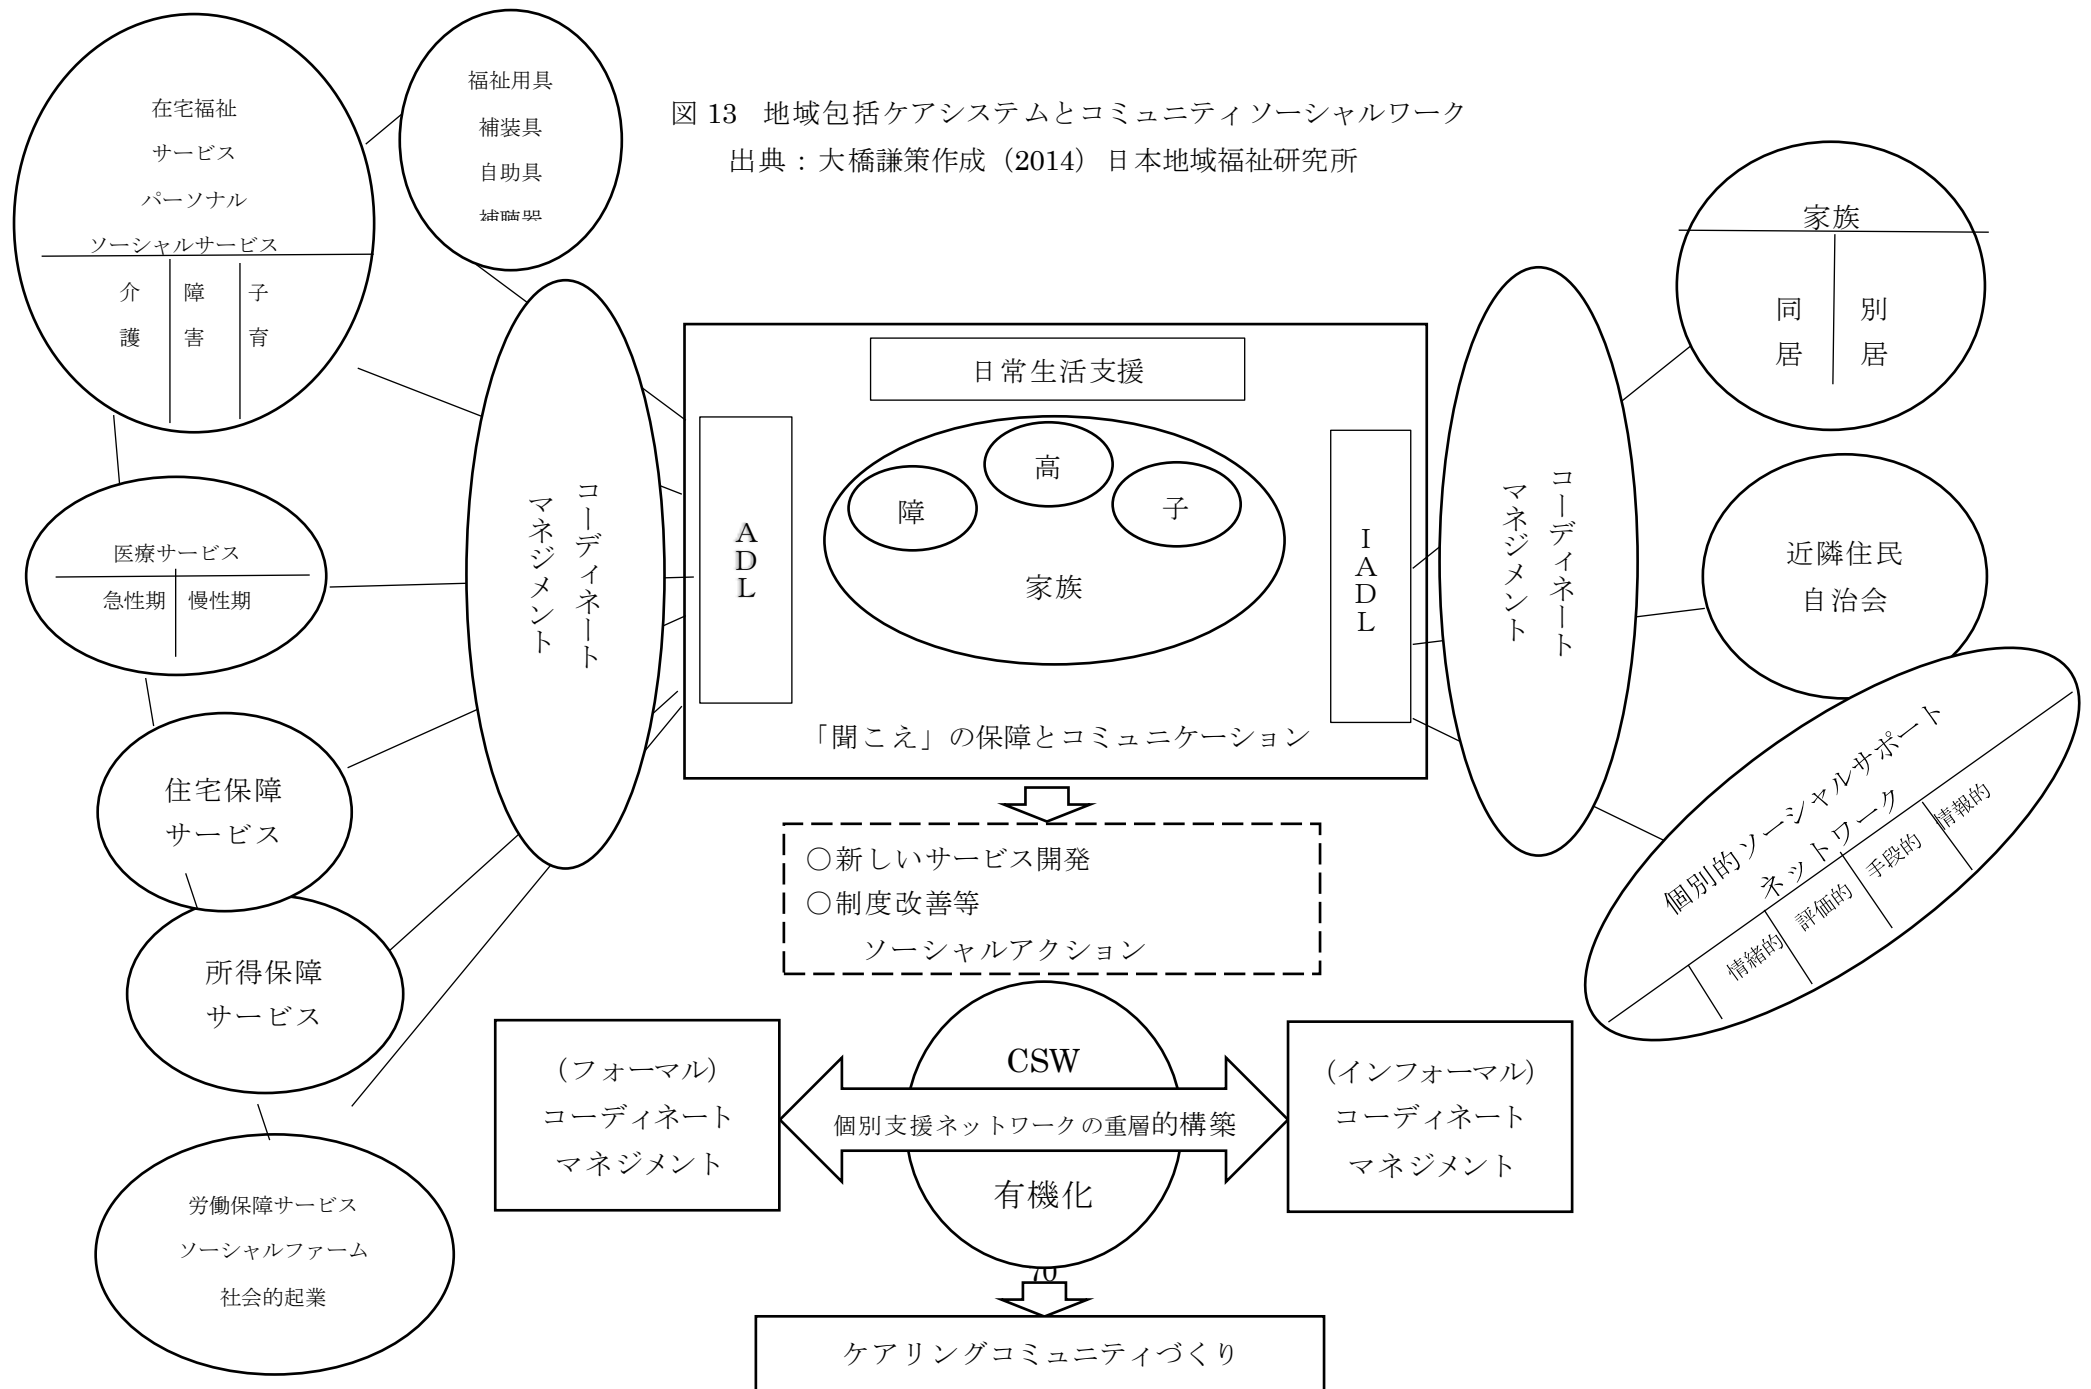 図 13　地域包括ケアシステムとコミュニティソーシャルワーク
出典：大橋謙策作成（2014）日本地域福祉研究所
在宅福祉
サービス
パーソナル
ソーシャルサービス
介護
障害
子育
福祉用具
補装具
自助具
補聴器
医療サービス
急性期
慢性期
住宅保障
サービス
所得保障
サービス
労働保障サービス
ソーシャルファーム
社会的起業
コーディネート
マネジメント
日常生活支援
ADL
障
高
子
家族
IADL
「聞こえ」の保障とコミュニケーション
コーディネート
マネジメント
家族
同居
別居
近隣住民
自治会
個別的ソーシャルサポート
ネットワーク
情緒的
評価的
手段的
情報的
○新しいサービス開発
○制度改善等
ソーシャルアクション
（フォーマル）
コーディネート
マネジメント
CSW
個別支援ネットワークの重層的構築
有機化
（インフォーマル）
コーディネート
マネジメント
70
ケアリングコミュニティづくり